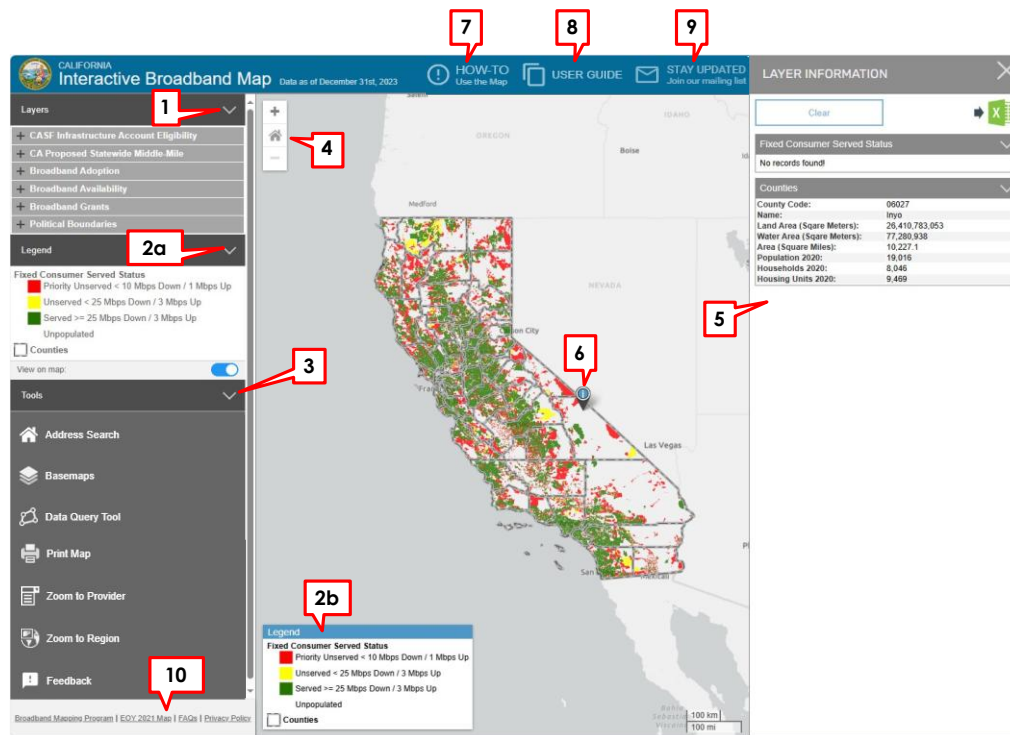 7
8
9
CALIFORNIA
Interactive Broadband Map Data as of December 31st, 2023
HOW-TO
Use the Map
USER GUIDE
STAY UPDATED
Join our mailing list
LAYER INFORMATION
Layers
1
+ CASF Infrastructure Account Eligibility
+ CA Proposed Statewide Middle-Mile
+ Broadband Adoption
+ Broadband Availability
+ Broadband Grants
+ Political Boundaries
Legend
2a
Fixed Consumer Served Status
Priority Unserved < 10 Mbps Down / 1 Mbps Up
Unserved < 25 Mbps Down / 3 Mbps Up
Served >= 25 Mbps Down / 3 Mbps Up
Unpopulated
Counties
View on map:
Tools
3
Address Search
Basemaps
Data Query Tool
Print Map
Zoom to Provider
Zoom to Region
Feedback
10
Broadband Mapping Program | EOY 2021 Map | FAQs | Privacy Policy
+
4
−
OREGON
IDAHO
Boise
Medford
NEVADA
on City
6
Las Vegas
San
Mexicali
2b
Legend
Fixed Consumer Served Status
Priority Unserved < 10 Mbps Down / 1 Mbps Up
Unserved < 25 Mbps Down / 3 Mbps Up
Served >= 25 Mbps Down / 3 Mbps Up
Unpopulated
Counties
Bahía
100 km
100 mi
Clear
Fixed Consumer Served Status
No records found!
Counties
County Code: 06027
Name: Inyo
Land Area (Sqare Meters): 26,410,783,053
Water Area (Sqare Meters): 77,280,938
Area (Square Miles): 10,227.1
Population 2020: 19,016
Households 2020: 8,046
Housing Units 2020: 9,469
5